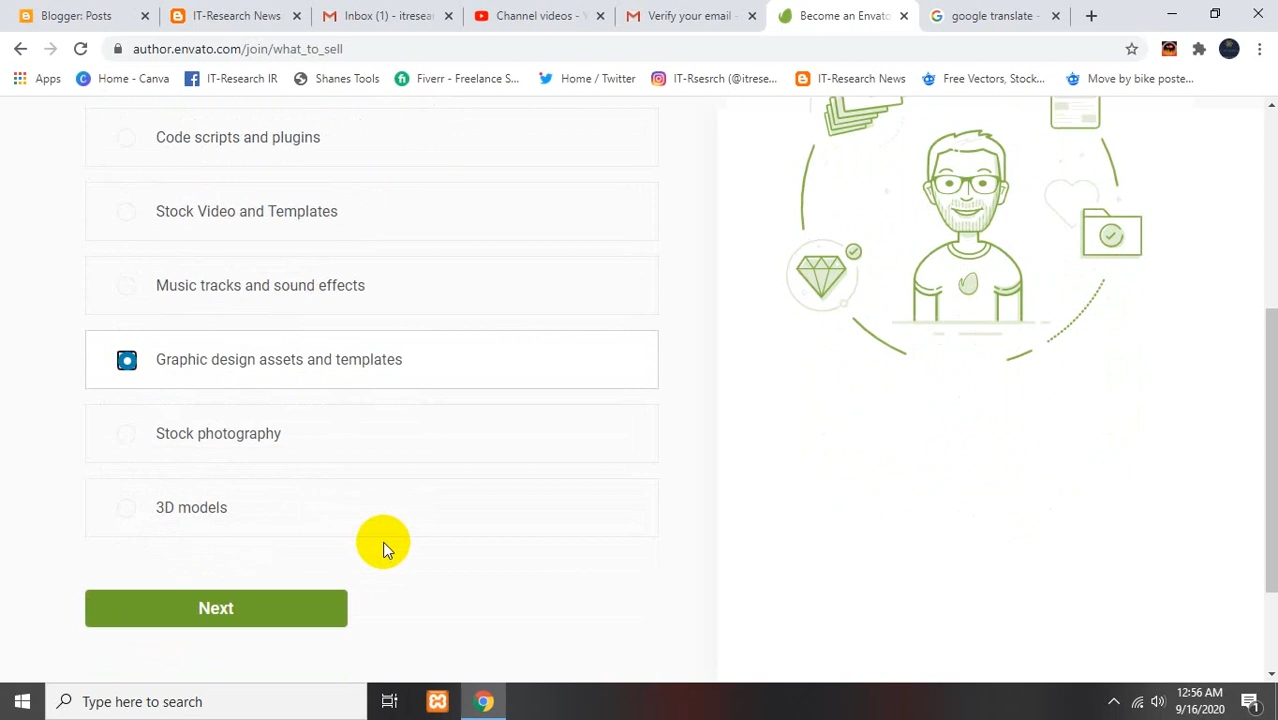 Blogger: Posts
IT-Research News
Inbox (1) - itresea
Channel videos - Y
Verify your email -
Become an Envato
google translate -
author.envato.com/join/what_to_sell
Apps
Home - Canva
IT-Research IR
Shanes Tools
Fiverr - Freelance S...
Home / Twitter
IT-Rsesrch (@itrese...
IT-Research News
Free Vectors, Stock...
Move by bike poste...
Code scripts and plugins
Stock Video and Templates
Music tracks and sound effects
Graphic design assets and templates
Stock photography
3D models
Next
Type here to search
12:56 AM
9/16/2020
1